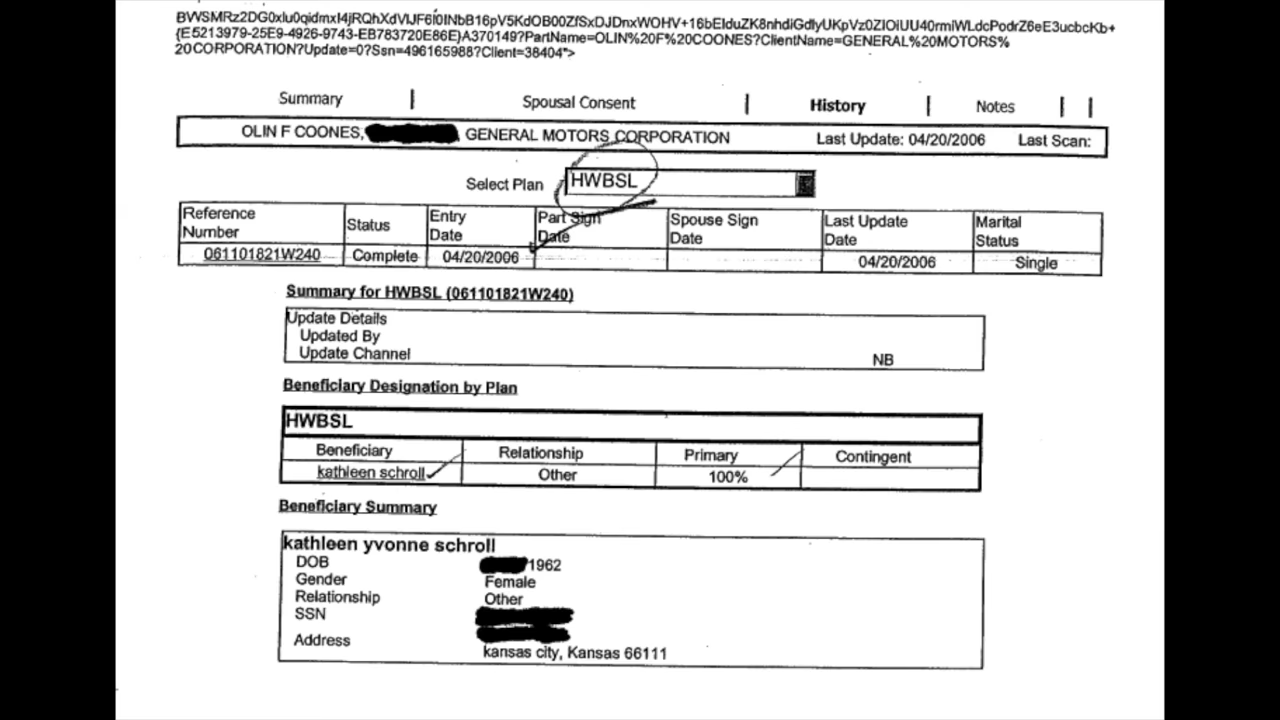 {E5213979-25E9-4926-9743-EB783720E86E}A370149?PartName=OLIN%20F%20COONES?ClientName=GENERAL%20MOTORS%
20CORPORATION?Update=0?Ssn=[SSN omitted]?Client=38404">
Summary | Spousal Consent | History | Notes | |
OLIN F COONES, GENERAL MOTORS CORPORATION Last Update: 04/20/2006 Last Scan:
Select Plan HWBSL
Reference Number Status Entry Date Part Sign Date Spouse Sign Date Last Update Date Marital Status
061101821W240 Complete 04/20/2006 04/20/2006 Single
Summary for HWBSL (061101821W240)
Update Details
Updated By
Update Channel NB
Beneficiary Designation by Plan
HWBSL
Beneficiary Relationship Primary Contingent
kathleen schroll Other 100%
Beneficiary Summary
kathleen yvonne schroll
DOB 1962
Gender Female
Relationship Other
SSN
Address
kansas city, Kansas 66111